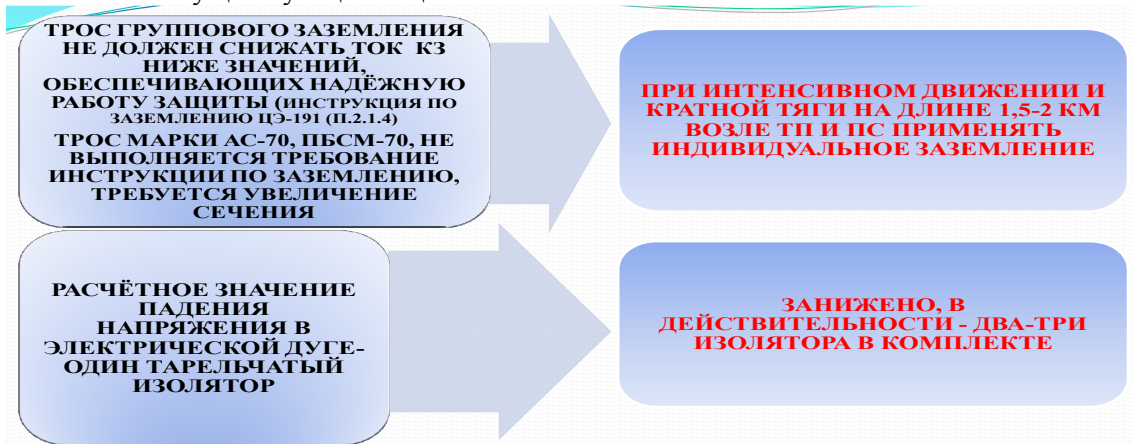 ТРОС ГРУППОВОГО ЗАЗЕМЛЕНИЯ
НЕ ДОЛЖЕН СНИЖАТЬ ТОК КЗ
НИЖЕ ЗНАЧЕНИЙ,
ОБЕСПЕЧИВАЮЩИХ НАДЁЖНУЮ
РАБОТУ ЗАЩИТЫ (ИНСТРУКЦИЯ ПО
ЗАЗЕМЛЕНИЮ ЦЭ-191 (П.2.1.4)
ТРОС МАРКИ АС-70, ПБСМ-70, НЕ
ВЫПОЛНЯЕТСЯ ТРЕБОВАНИЕ
ИНСТРУКЦИИ ПО ЗАЗЕМЛЕНИЮ,
ТРЕБУЕТСЯ УВЕЛИЧЕНИЕ
СЕЧЕНИЯ
ПРИ ИНТЕНСИВНОМ ДВИЖЕНИИ И
КРАТНОЙ ТЯГИ НА ДЛИНЕ 1,5-2 КМ
ВОЗЛЕ ТП И ПС ПРИМЕНЯТЬ
ИНДИВИДУАЛЬНОЕ ЗАЗЕМЛЕНИЕ
РАСЧЁТНОЕ ЗНАЧЕНИЕ
ПАДЕНИЯ
НАПРЯЖЕНИЯ В
ЭЛЕКТРИЧЕСКОЙ ДУГЕ-
ОДИН ТАРЕЛЬЧАТЫЙ
ИЗОЛЯТОР
ЗАНИЖЕНО, В
ДЕЙСТВИТЕЛЬНОСТИ - ДВА-ТРИ
ИЗОЛЯТОРА В КОМПЛЕКТЕ